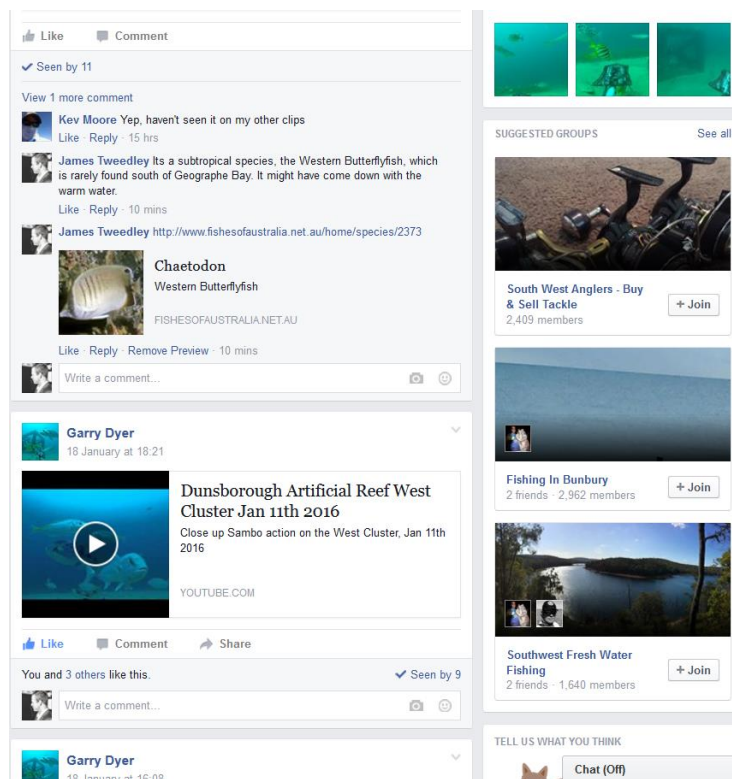 Like Comment
Seen by 11
View 1 more comment
Kev Moore Yep, haven't seen it on my other clips
Like · Reply · 15 hrs
James Tweedley Its a subtropical species, the Western Butterflyfish, which
is rarely found south of Geographe Bay. It might have come down with the
warm water.
Like · Reply · 10 mins
James Tweedley http://www.fishesofaustralia.net.au/home/species/2373
Chaetodon
Western Butterflyfish
FISHESOFAUSTRALIA.NET.AU
Like · Reply · Remove Preview · 10 mins
Write a comment...
Garry Dyer
18 January at 18:21
Dunsborough Artificial Reef West
Cluster Jan 11th 2016
Close up Sambo action on the West Cluster, Jan 11th
2016
YOUTUBE.COM
Like Comment Share
You and 3 others like this.
Seen by 9
Write a comment...
Garry Dyer
18 January at 16:08
SUGGESTED GROUPS See all
South West Anglers - Buy
& Sell Tackle
2,409 members
+ Join
Fishing In Bunbury
2 friends · 2,962 members
+ Join
Southwest Fresh Water
Fishing
2 friends · 1,640 members
+ Join
TELL US WHAT YOU THINK
Chat (Off)